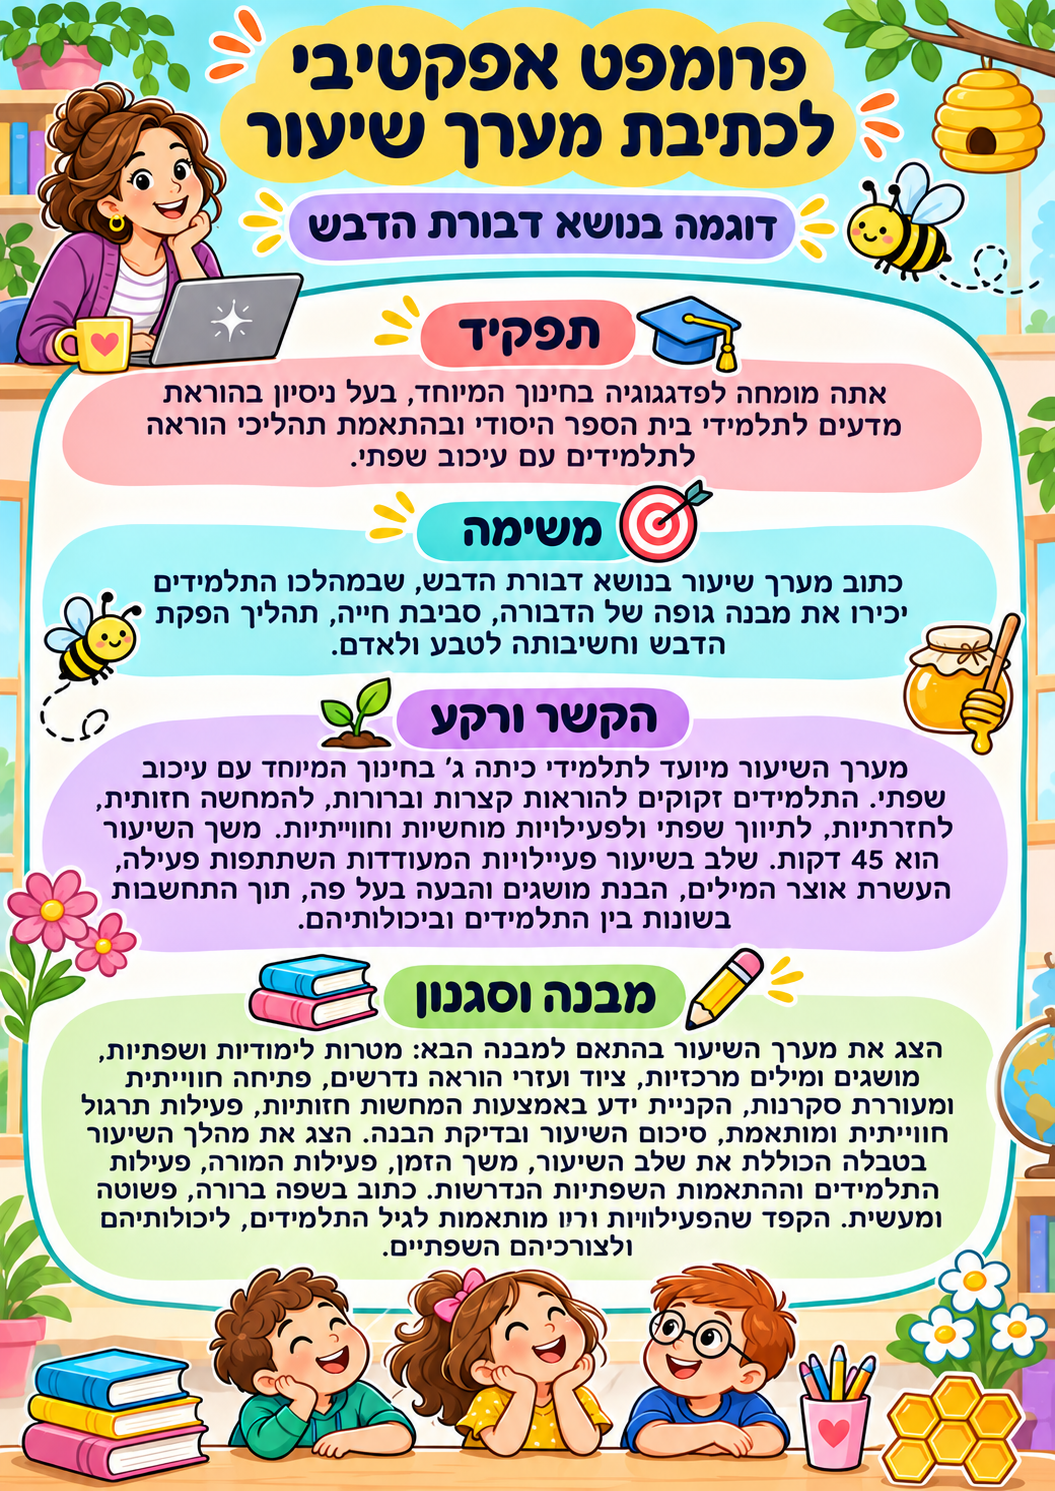 פרומפט אפקטיבי
לכתיבת מערך שיעור
דוגמה בנושא דבורת הדבש
תפקיד
אתה מומחה לפדגוגיה בחינוך המיוחד, בעל ניסיון בהוראת
מדעים לתלמידי בית הספר היסודי ובהתאמת תהליכי הוראה
לתלמידים עם עיכוב שפתי.
משימה
כתוב מערך שיעור בנושא דבורת הדבש, שבמהלכו התלמידים
יכירו את מבנה גופה של הדבורה, סביבת חייה, תהליך הפקת
הדבש וחשיבותה לטבע ולאדם.
הקשר ורקע
מערך השיעור מיועד לתלמידי כיתה ג' בחינוך המיוחד עם עיכוב
שפתי. התלמידים זקוקים להוראות קצרות וברורות, להמחשה חזותית,
לחזרתיות, לתיווך שפתי ולפעילויות מוחשיות וחווייתיות. משך השיעור
הוא 45 דקות. שלב בשיעור פעיילויות המעודדות השתתפות פעילה,
העשרת אוצר המילים, הבנת מושגים והבעה בעל פה, תוך התחשבות
בשונות בין התלמידים וביכולותיהם.
מבנה וסגנון
הצג את מערך השיעור בהתאם למבנה הבא: מטרות לימודיות ושפתיות,
מושגים ומילים מרכזיות, ציוד ועזרי הוראה נדרשים, פתיחה חווייתית
ומעוררת סקרנות, הקניית ידע באמצעות המחשות חזותיות, פעילות תרגול
חווייתית ומותאמת, סיכום השיעור ובדיקת הבנה. הצג את מהלך השיעור
בטבלה הכוללת את שלב השיעור, משך הזמן, פעילות המורה, פעילות
התלמידים וההתאמות השפתיות הנדרשות. כתוב בשפה ברורה, פשוטה
ומעשית. הקפד שהפעילוויות מותאמות לגיל התלמידים, ליכולותיהם
ולצורכיהם השפתיים.